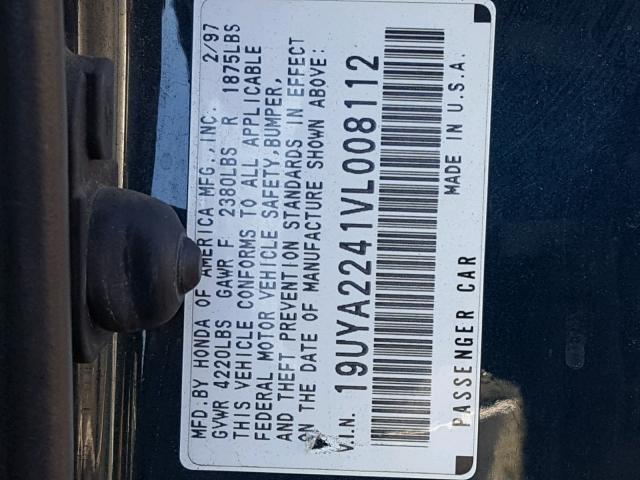 MFD.BY HONDA OF AMERICA MFG.,INC. 2/97
GVWR 4220LBS GAWR F 2380LBS R 1875LBS
THIS VEHICLE CONFORMS TO ALL APPLICABLE
FEDERAL MOTOR VEHICLE SAFETY,BUMPER,
AND THEFT PREVENTION STANDARDS IN EFFECT
ON THE DATE OF MANUFACTURE SHOWN ABOVE:
V.I.N. 19UYA2241VL008112
PASSENGER CAR MADE IN U.S.A.